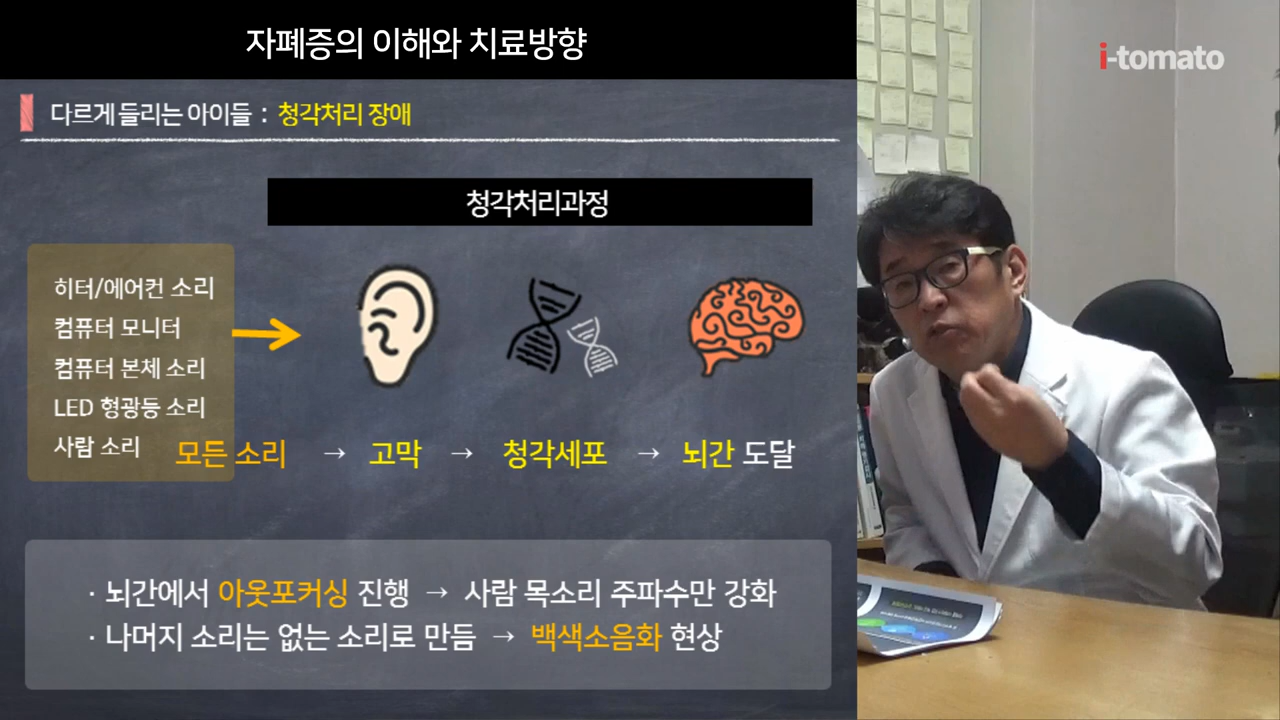 자폐증의 이해와 치료방향
i-tomato
다르게 들리는 아이들 : 청각처리 장애
청각처리과정
히터/에어컨 소리
컴퓨터 모니터
컴퓨터 본체 소리
LED 형광등 소리
사람 소리
모든 소리 → 고막 → 청각세포 → 뇌간 도달
· 뇌간에서 아웃포커싱 진행 → 사람 목소리 주파수만 강화
· 나머지 소리는 없는 소리로 만듬 → 백색소음화 현상